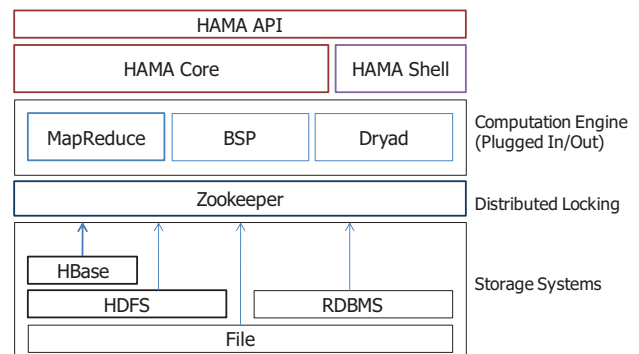 HAMA API
HAMA Core
HAMA Shell
MapReduce
BSP
Dryad
Computation Engine
(Plugged In/Out)
Zookeeper
Distributed Locking
HBase
HDFS
RDBMS
Storage Systems
File